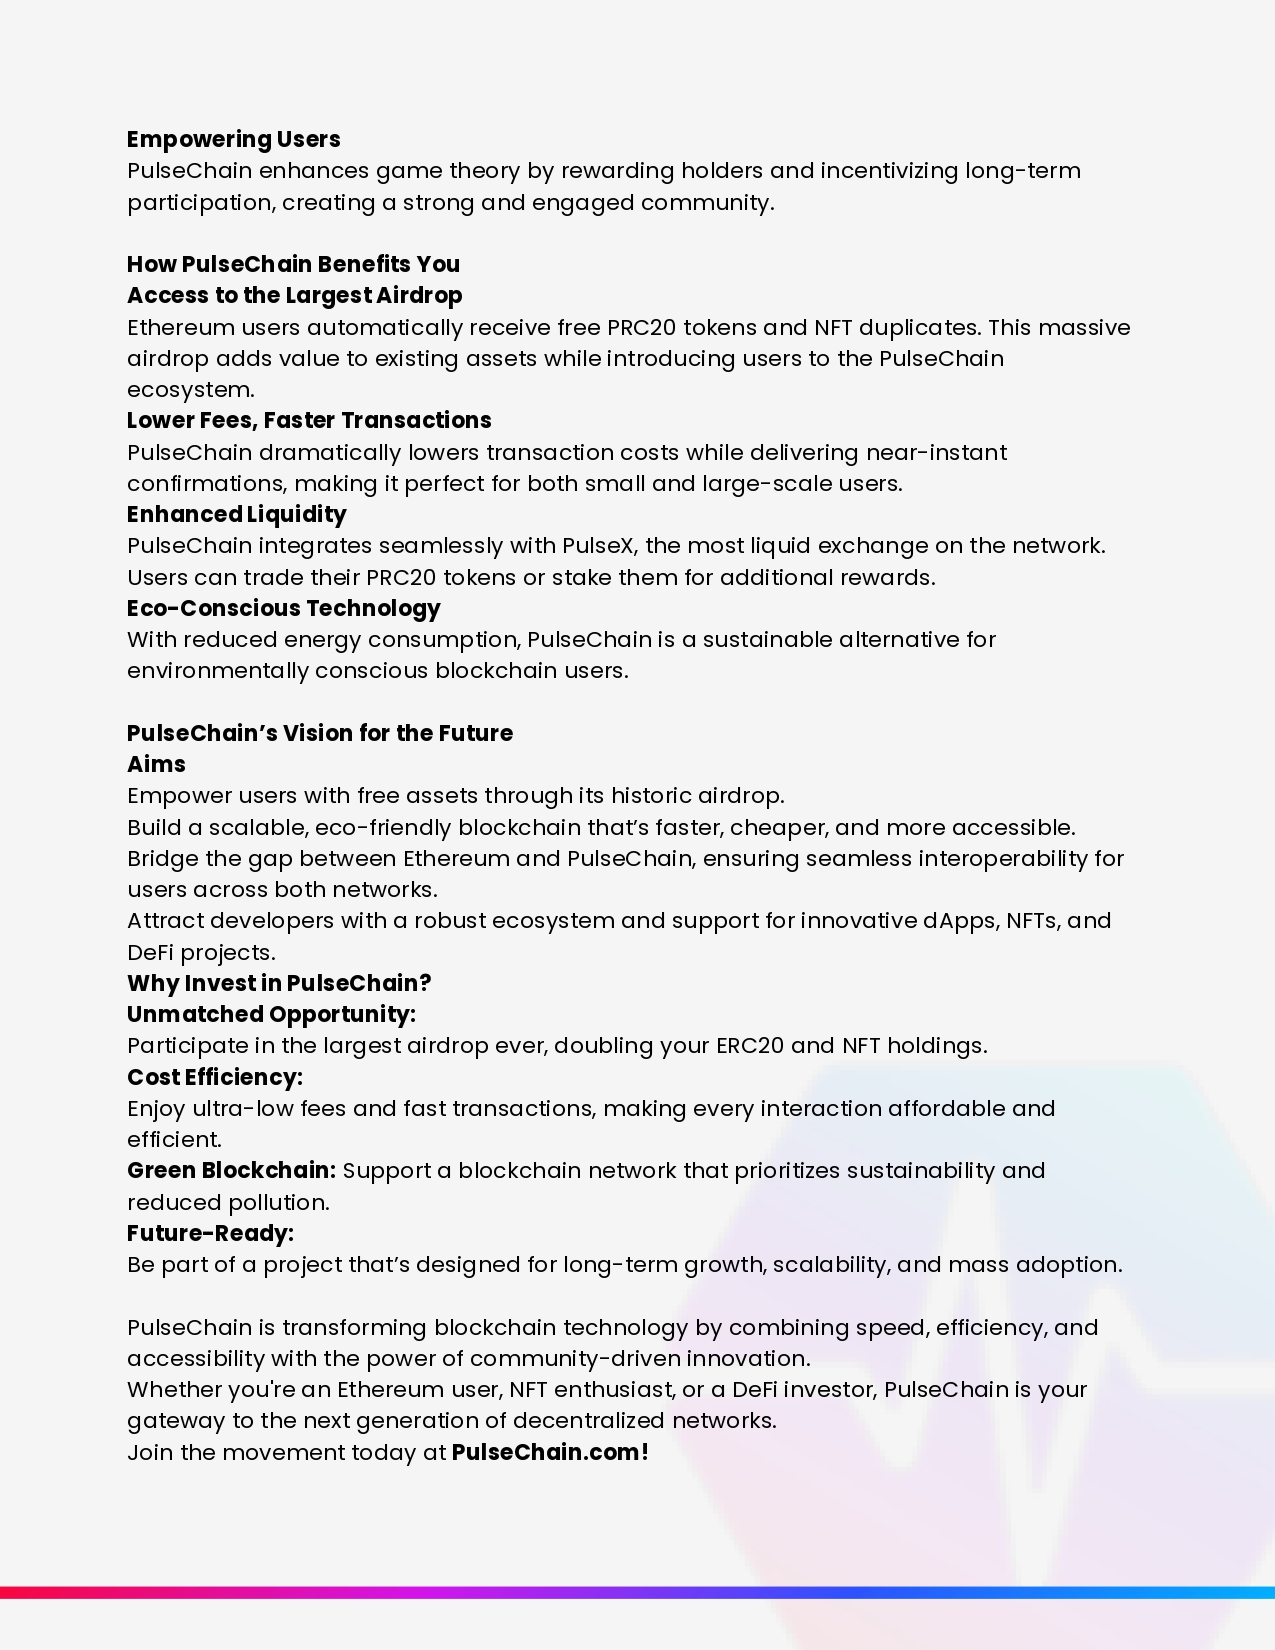 Empowering Users
PulseChain enhances game theory by rewarding holders and incentivizing long-term
participation, creating a strong and engaged community.
How PulseChain Benefits You
Access to the Largest Airdrop
Ethereum users automatically receive free PRC20 tokens and NFT duplicates. This massive
airdrop adds value to existing assets while introducing users to the PulseChain
ecosystem.
Lower Fees, Faster Transactions
PulseChain dramatically lowers transaction costs while delivering near-instant
confirmations, making it perfect for both small and large-scale users.
Enhanced Liquidity
PulseChain integrates seamlessly with PulseX, the most liquid exchange on the network.
Users can trade their PRC20 tokens or stake them for additional rewards.
Eco-Conscious Technology
With reduced energy consumption, PulseChain is a sustainable alternative for
environmentally conscious blockchain users.
PulseChain’s Vision for the Future
Aims
Empower users with free assets through its historic airdrop.
Build a scalable, eco-friendly blockchain that’s faster, cheaper, and more accessible.
Bridge the gap between Ethereum and PulseChain, ensuring seamless interoperability for
users across both networks.
Attract developers with a robust ecosystem and support for innovative dApps, NFTs, and
DeFi projects.
Why Invest in PulseChain?
Unmatched Opportunity:
Participate in the largest airdrop ever, doubling your ERC20 and NFT holdings.
Cost Efficiency:
Enjoy ultra-low fees and fast transactions, making every interaction affordable and
efficient.
Green Blockchain: Support a blockchain network that prioritizes sustainability and
reduced pollution.
Future-Ready:
Be part of a project that’s designed for long-term growth, scalability, and mass adoption.
PulseChain is transforming blockchain technology by combining speed, efficiency, and
accessibility with the power of community-driven innovation.
Whether you're an Ethereum user, NFT enthusiast, or a DeFi investor, PulseChain is your
gateway to the next generation of decentralized networks.
Join the movement today at PulseChain.com!